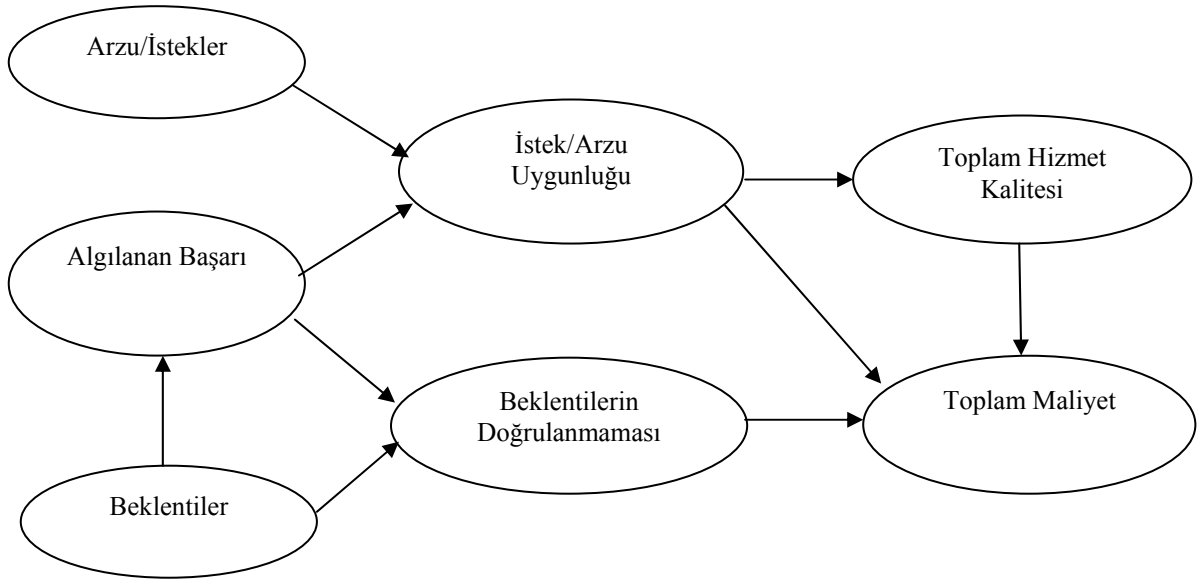 Arzu/İstekler
İstek/Arzu
Uygunluğu
Toplam Hizmet
Kalitesi
Algılanan Başarı
Beklentilerin
Doğrulanmaması
Toplam Maliyet
Beklentiler